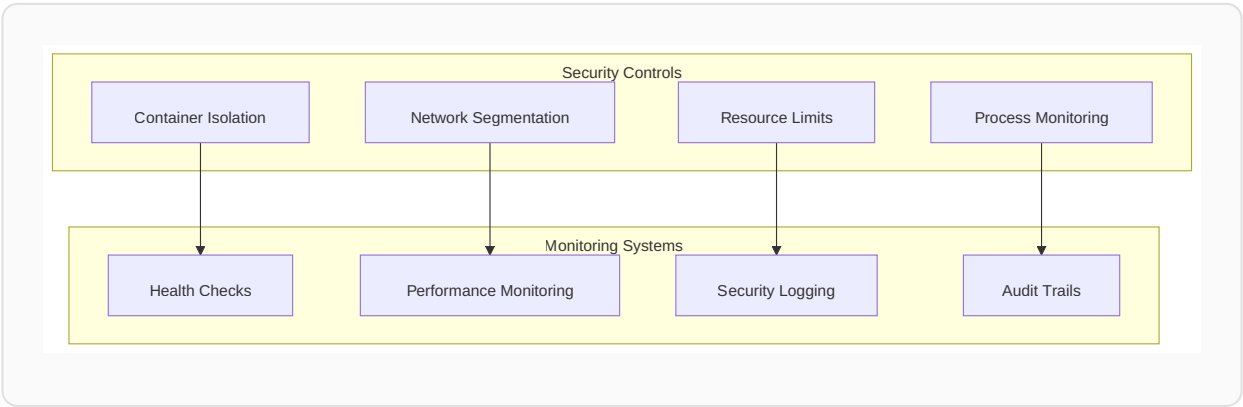 Security Controls
Container Isolation
Network Segmentation
Resource Limits
Process Monitoring
Monitoring Systems
Health Checks
Performance Monitoring
Security Logging
Audit Trails